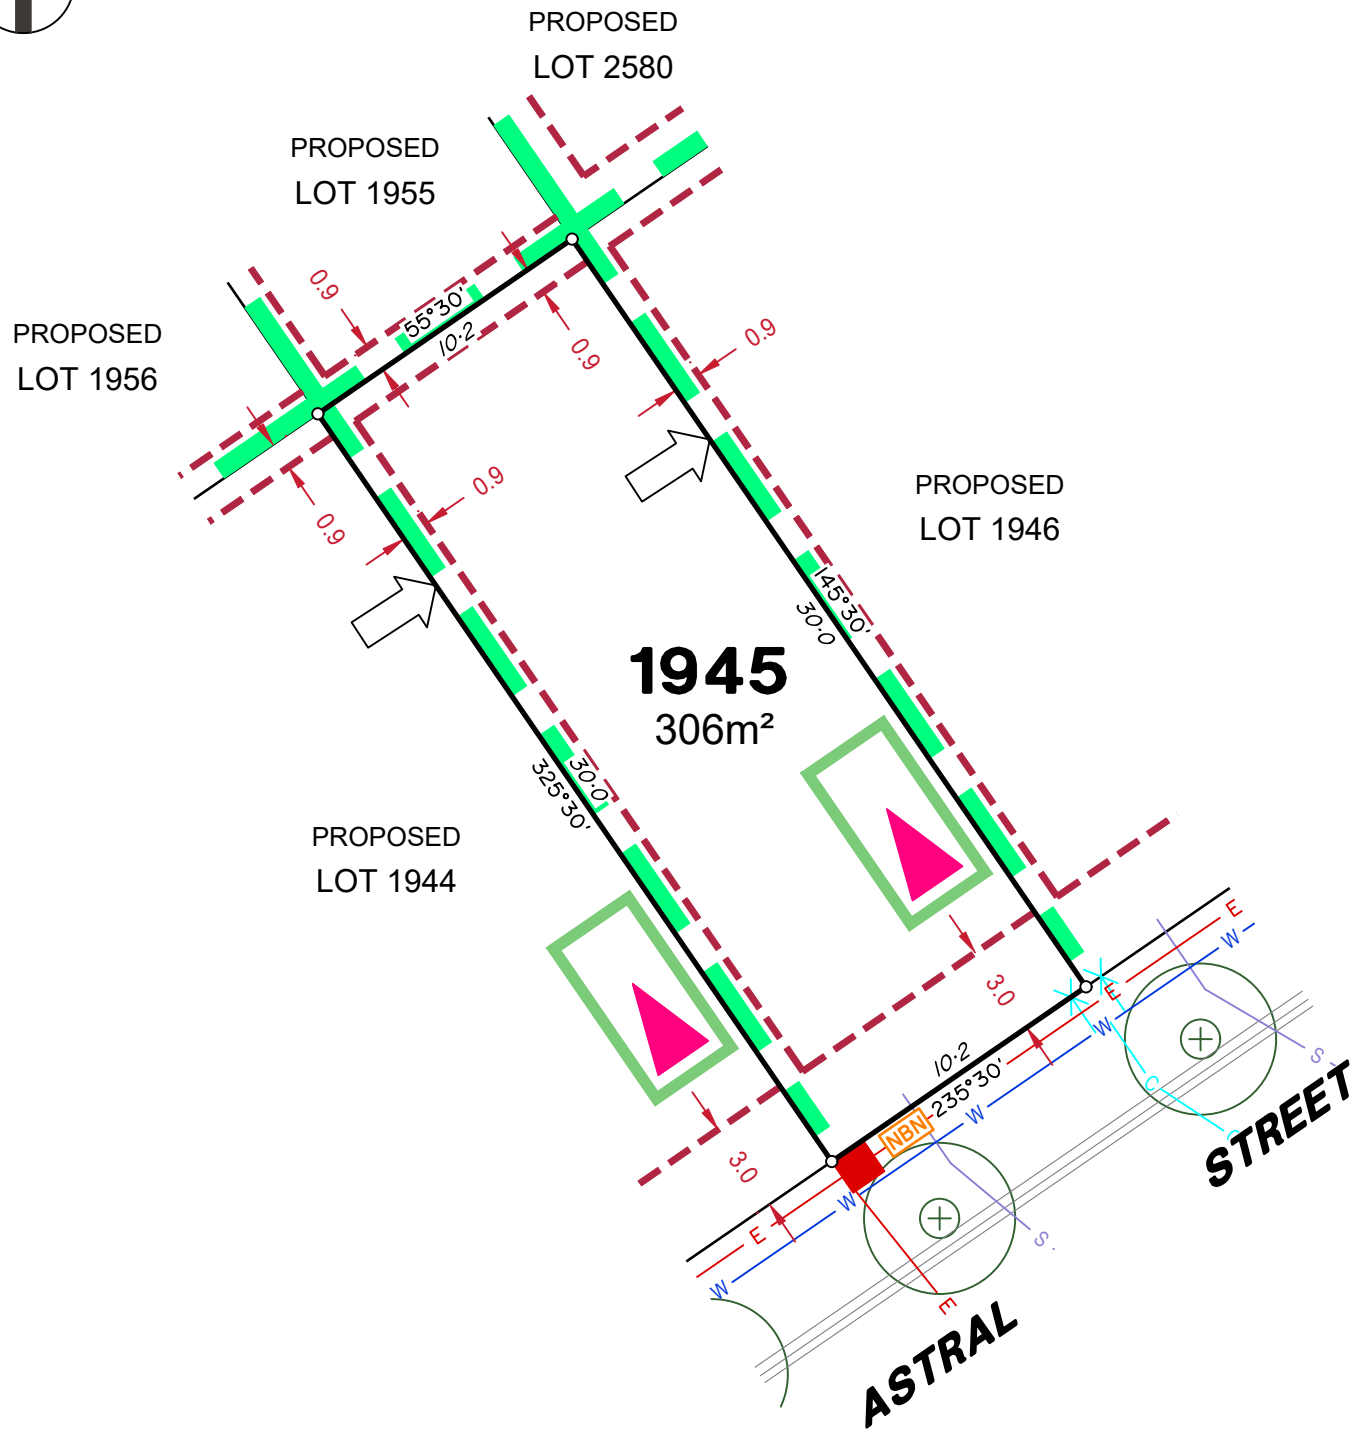 PROPOSED
LOT 2580
PROPOSED
LOT 1955
PROPOSED
LOT 1956
0.9
55°30'
10·2
0.9
0.9
0.9
0.9
PROPOSED
LOT 1946
145°30'
30·0
1945
306m²
30·0
325°30'
PROPOSED
LOT 1944
3.0
3.0
10·2
235°30'
NBN
E
W
E
W
W
C
C
S
S
W
E
W
E
STREET
ASTRAL